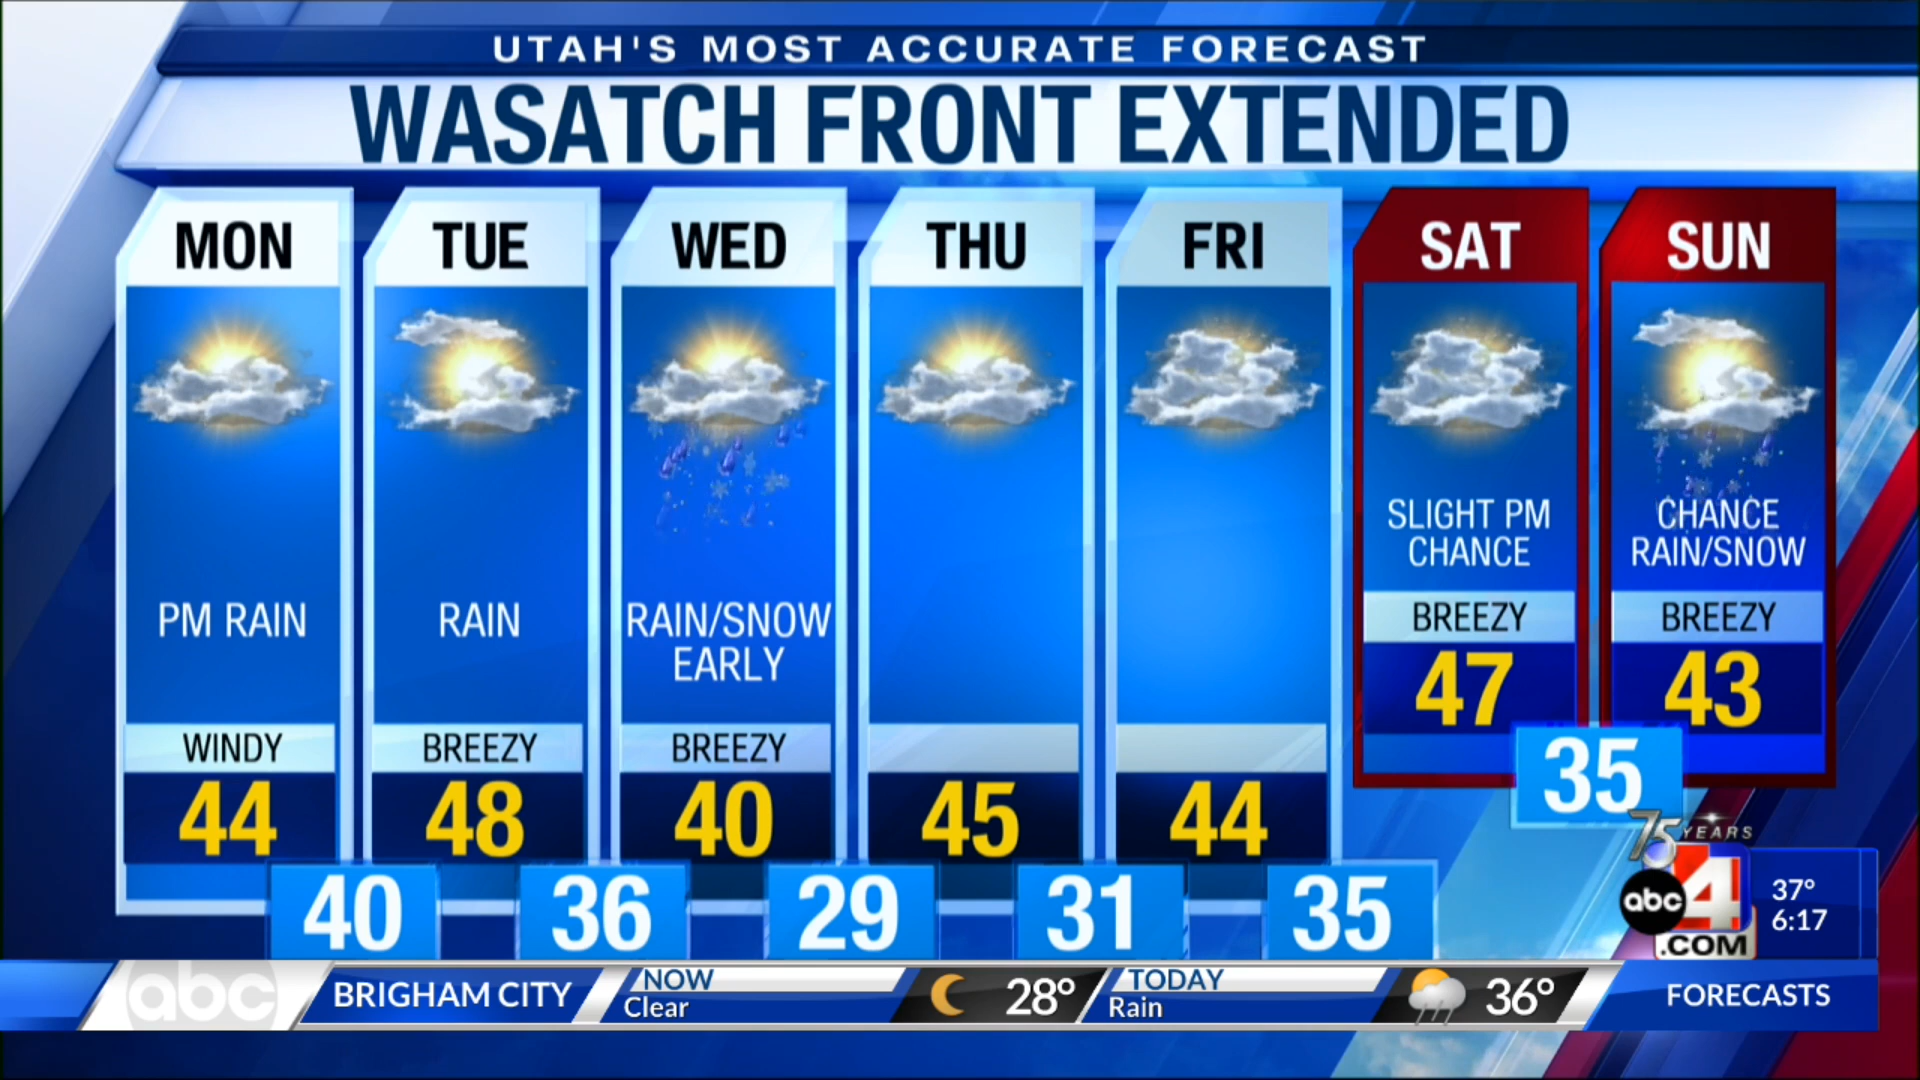 UTAH'S MOST ACCURATE FORECAST
WASATCH FRONT EXTENDED
MON
PM RAIN
WINDY
44
40
TUE
RAIN
BREEZY
48
36
WED
RAIN/SNOW
EARLY
BREEZY
40
29
THU
45
31
FRI
44
35
SAT
SLIGHT PM
CHANCE
BREEZY
47
35
SUN
CHANCE
RAIN/SNOW
BREEZY
43
75 YEARS
abc 4
.COM
37°
6:17
abc
BRIGHAM CITY
NOW
Clear
28°
TODAY
Rain
36°
FORECASTS